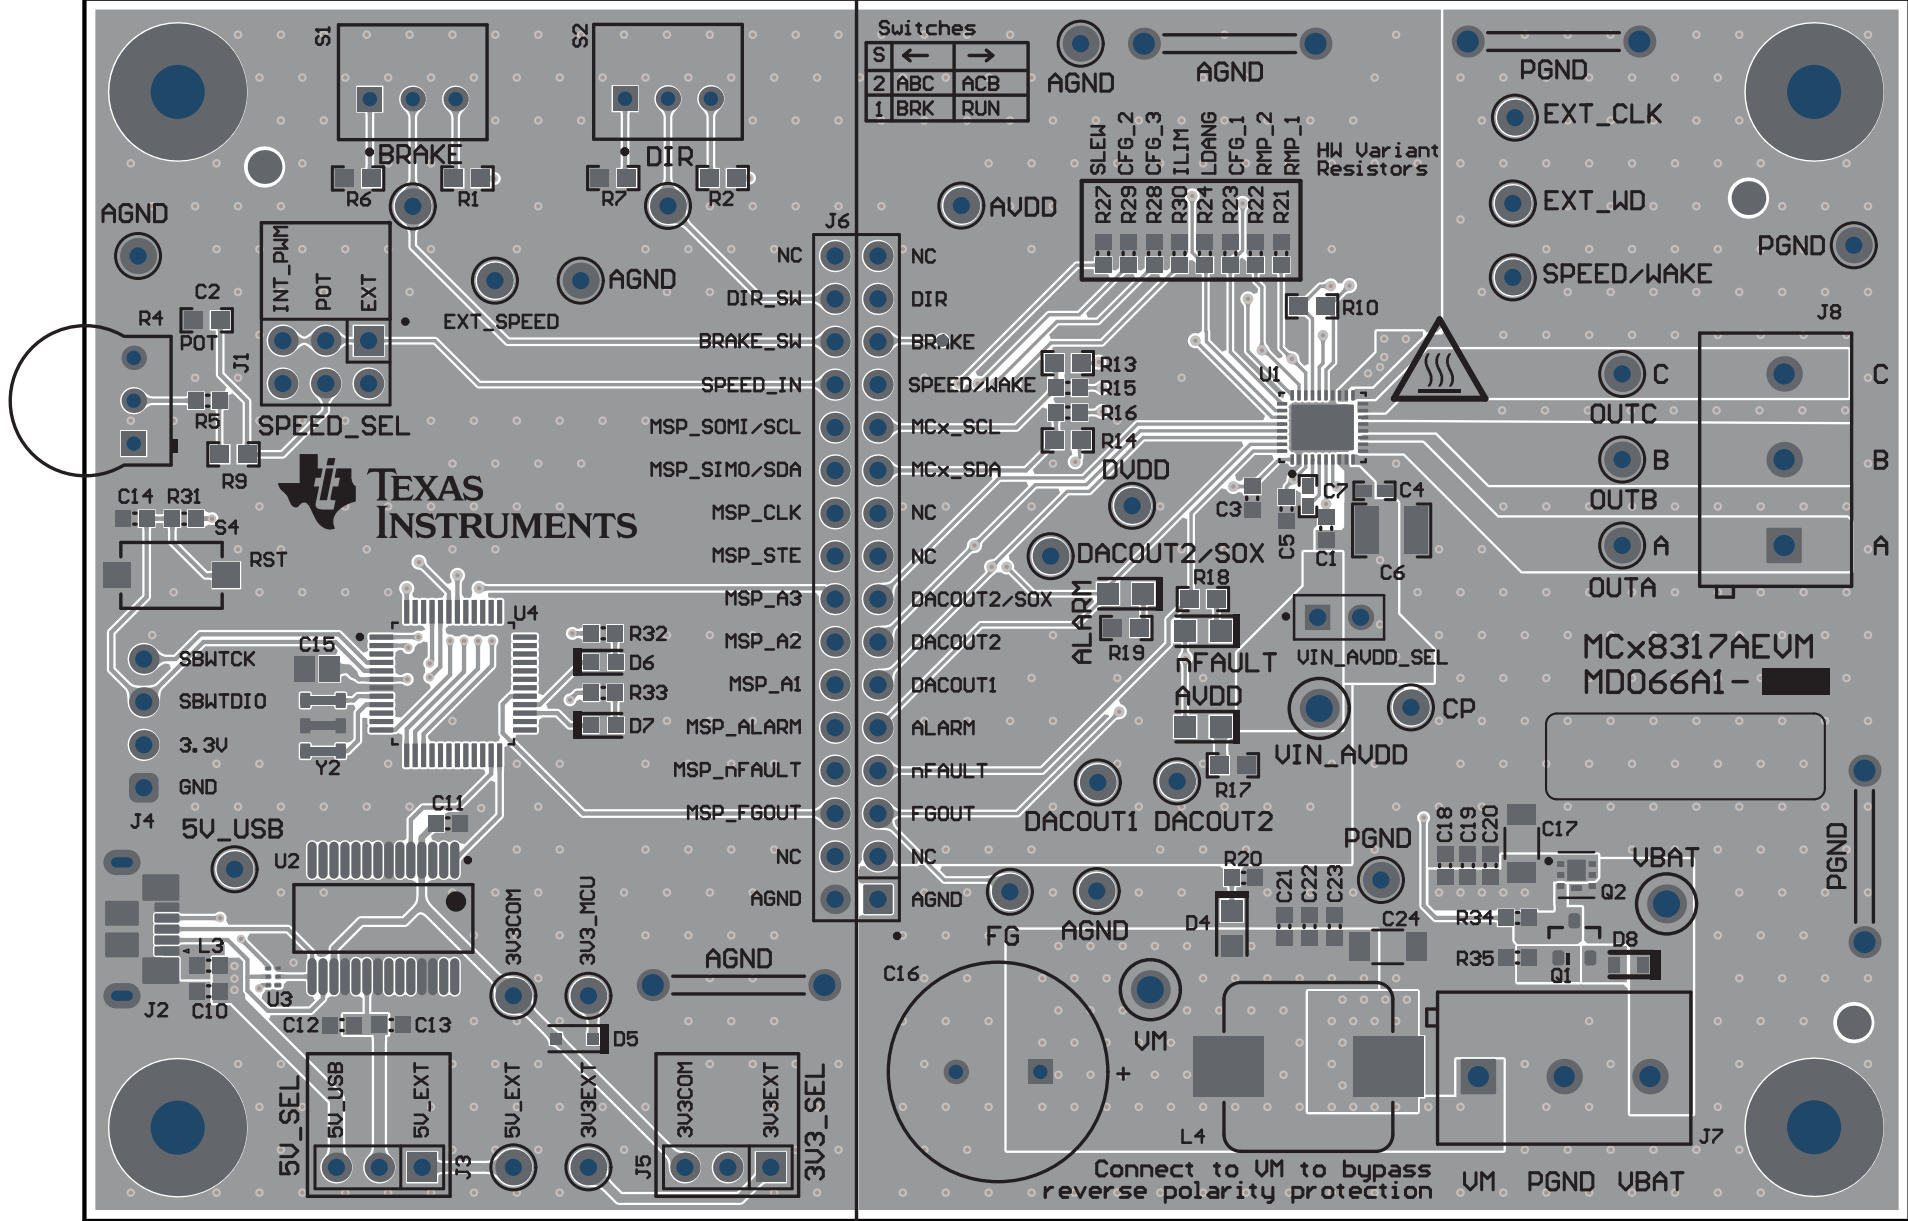 S1
S2
Switches
S ← →
2 ABC ACB
1 BRK RUN
AGND
AGND
PGND
EXT_CLK
EXT_WD
SPEED/WAKE
PGND
BRAKE
DIR
R6
R1
R7
R2
SLEW
CFG_2
CFG_3
ILIM
LDANG
CFG_1
RMP_2
RMP_1
HW Variant
Resistors
R27
R29
R28
R30
R24
R23
R22
R21
AGND
AVDD
J6
INT_PWM
POT
EXT
AGND
EXT_SPEED
C2
R4
POT
J1
R5
SPEED_SEL
R9
NC NC
DIR_SW DIR
BRAKE_SW BRAKE
SPEED_IN SPEED/WAKE
MSP_SOMI/SCL MCx_SCL
MSP_SIMO/SDA MCx_SDA
MSP_CLK NC
MSP_STE NC
MSP_A3 DACOUT2/SOX
MSP_A2 DACOUT2
MSP_A1 DACOUT1
MSP_ALARM ALARM
MSP_nFAULT nFAULT
MSP_FGOUT FGOUT
NC NC
AGND AGND
R10
U1
R13
R15
R16
R14
DVDD
DACOUT2/SOX
C3
C5
C7
C1
C4
C6
J8
C C
OUTC
B B
OUTB
A A
OUTA
TEXAS
INSTRUMENTS
C14 R31
S4
RST
U4
C15
R32
D6
R33
D7
Y2
SBWTCK
SBWTDIO
3.3V
GND
J4
ALARM
R18
R19
nFAULT
VIN_AVDD_SEL
AVDD
CP
VIN_AVDD
R17
DACOUT1 DACOUT2
MCx8317AEVM
MD066A1-
C11
5V_USB
U2
L3
U3
J2
C10
C12
C13
3V3COM
3V3_MCU
AGND
D5
5V_SEL
5V_USB
5V_EXT
J3
5V_EXT
3V3EXT
J5
3V3COM
3V3EXT
3V3_SEL
FG
AGND
R20
D4
C21
C22
C23
C24
PGND
C18
C19
C20
C17
VBAT
Q2
R34
R35
Q1
D8
PGND
C16
VM
+
L4
J7
Connect to VM to bypass
reverse polarity protection
VM PGND VBAT